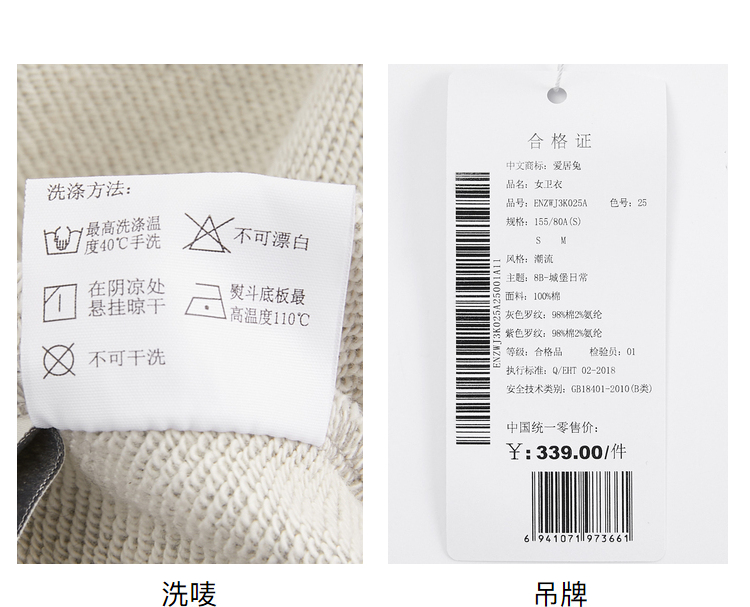 洗涤方法:
最高洗涤温
度40℃手洗
不可漂白
在阴凉处
悬挂晾干
熨斗底板最
高温度110℃
不可干洗
洗唛
合格证
中文商标: 爱居兔
品名: 女卫衣
品号: ENZWJ3K025A 色号: 25
规格: 155/80A(S)
S M
风格: 潮流
主题: 8B-城堡日常
面料: 100%棉
灰色罗纹: 98%棉2%氨纶
紫色罗纹: 98%棉2%氨纶
等级: 合格品 检验员: 01
执行标准: Q/EHT 02-2018
安全技术类别: GB18401-2010(B类)
ENZWJ3K025A25001A11
中国统一零售价:
¥:339.00/件
6 941071 973661
吊牌